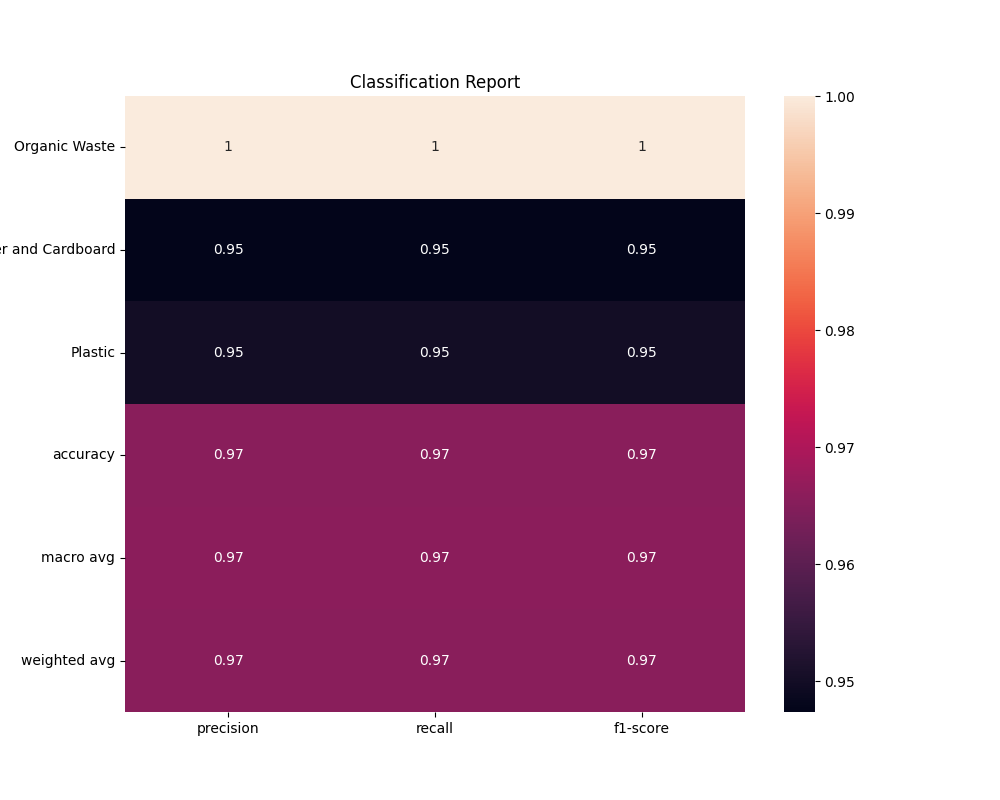 Classification Report
Organic Waste 1 1 1
er and Cardboard 0.95 0.95 0.95
Plastic 0.95 0.95 0.95
accuracy 0.97 0.97 0.97
macro avg 0.97 0.97 0.97
weighted avg 0.97 0.97 0.97
precision recall f1-score
1.00
0.99
0.98
0.97
0.96
0.95